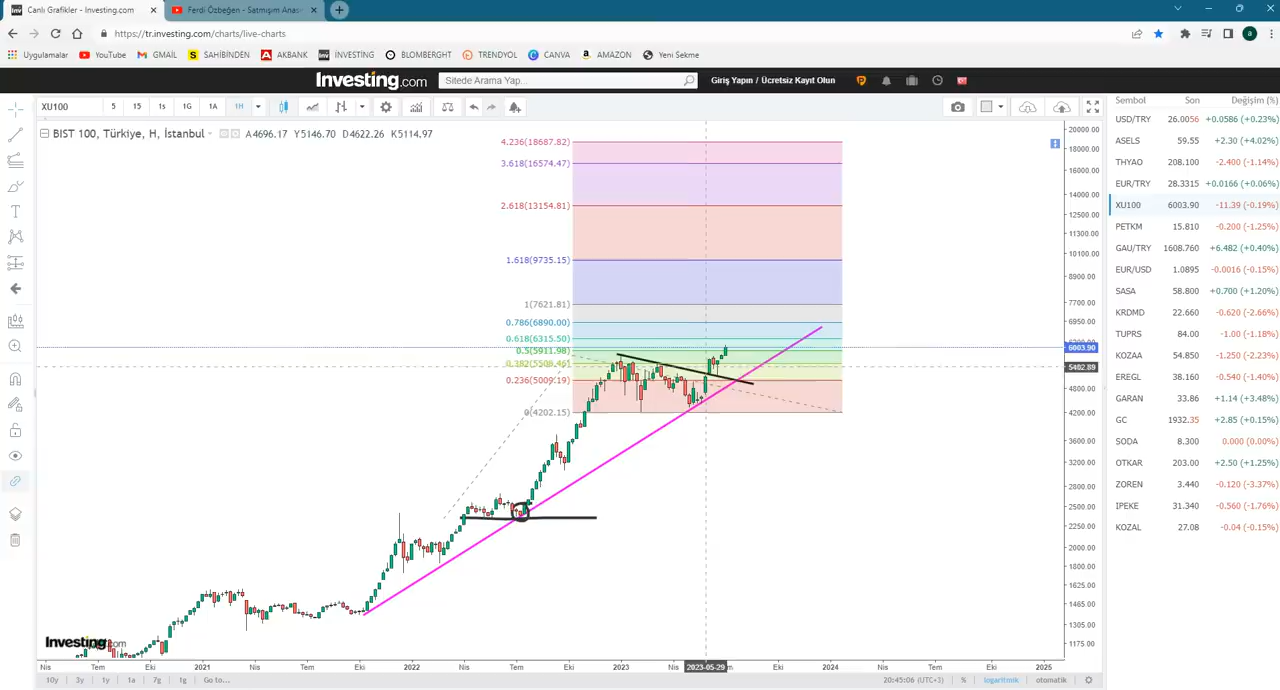 Canlı Grafikler - Investing.com
Ferdi Özbeğen - Satmışım Anası
https://tr.investing.com/charts/live-charts
Uygulamalar YouTube GMAİL SAHİBİNDEN AKBANK İNVESTİNG BLOMBERGHT TRENDYOL CANVA AMAZON Yeni Sekme
Investing.com Sitede Arama Yap... Giriş Yapın / Ücretsiz Kayıt Olun
XU100 5 15 1s 1G 1A 1H
BIST 100, Türkiye, H, İstanbul A4696.17 Y5146.70 D4622.26 K5114.97
4.236(18687.82)
3.618(16574.47)
2.618(13154.81)
1.618(9735.15)
1(7621.81)
0.786(6890.00)
0.618(6315.50)
0.5(5911.98)
0.382(5508.46)
0.236(5009.19)
0(4202.15)
20000.00
18000.00
16000.00
14000.00
12500.00
11300.00
10100.00
8900.00
7700.00
6950.00
6003.90
5482.89
4800.00
4200.00
3600.00
3200.00
2800.00
2500.00
2250.00
2000.00
1800.00
1625.00
1465.00
1305.00
1175.00
Investing.com
Nis Tem Eki 2021 Nis Tem Eki 2022 Nis Tem Eki 2023 Nis 2023-05-29 Eki 2024 Nis Tem Eki 2025
10y 3y 1y 1a 7g 1g Go to... 20:45:06 (UTC+3) % logaritmik otomatik
Sembol Son Değişim (%)
USD/TRY 26.0056 +0.0586 (+0.23%)
ASELS 59.55 +2.30 (+4.02%)
THYAO 208.100 -2.400 (-1.14%)
EUR/TRY 28.3315 +0.0166 (+0.06%)
XU100 6003.90 -11.39 (-0.19%)
PETKM 15.810 -0.200 (-1.25%)
GAU/TRY 1608.760 +6.482 (+0.40%)
EUR/USD 1.0895 -0.0016 (-0.15%)
SASA 58.800 +0.700 (+1.20%)
KRDMD 22.660 -0.620 (-2.66%)
TUPRS 84.00 -1.00 (-1.18%)
KOZAA 54.850 -1.250 (-2.23%)
EREGL 38.160 -0.540 (-1.40%)
GARAN 33.86 +1.14 (+3.48%)
GC 1932.35 +2.85 (+0.15%)
SODA 8.300 0.000 (0.00%)
OTKAR 203.00 +2.50 (+1.25%)
ZOREN 3.440 -0.120 (-3.37%)
IPEKE 31.340 -0.560 (-1.76%)
KOZAL 27.08 -0.04 (-0.15%)